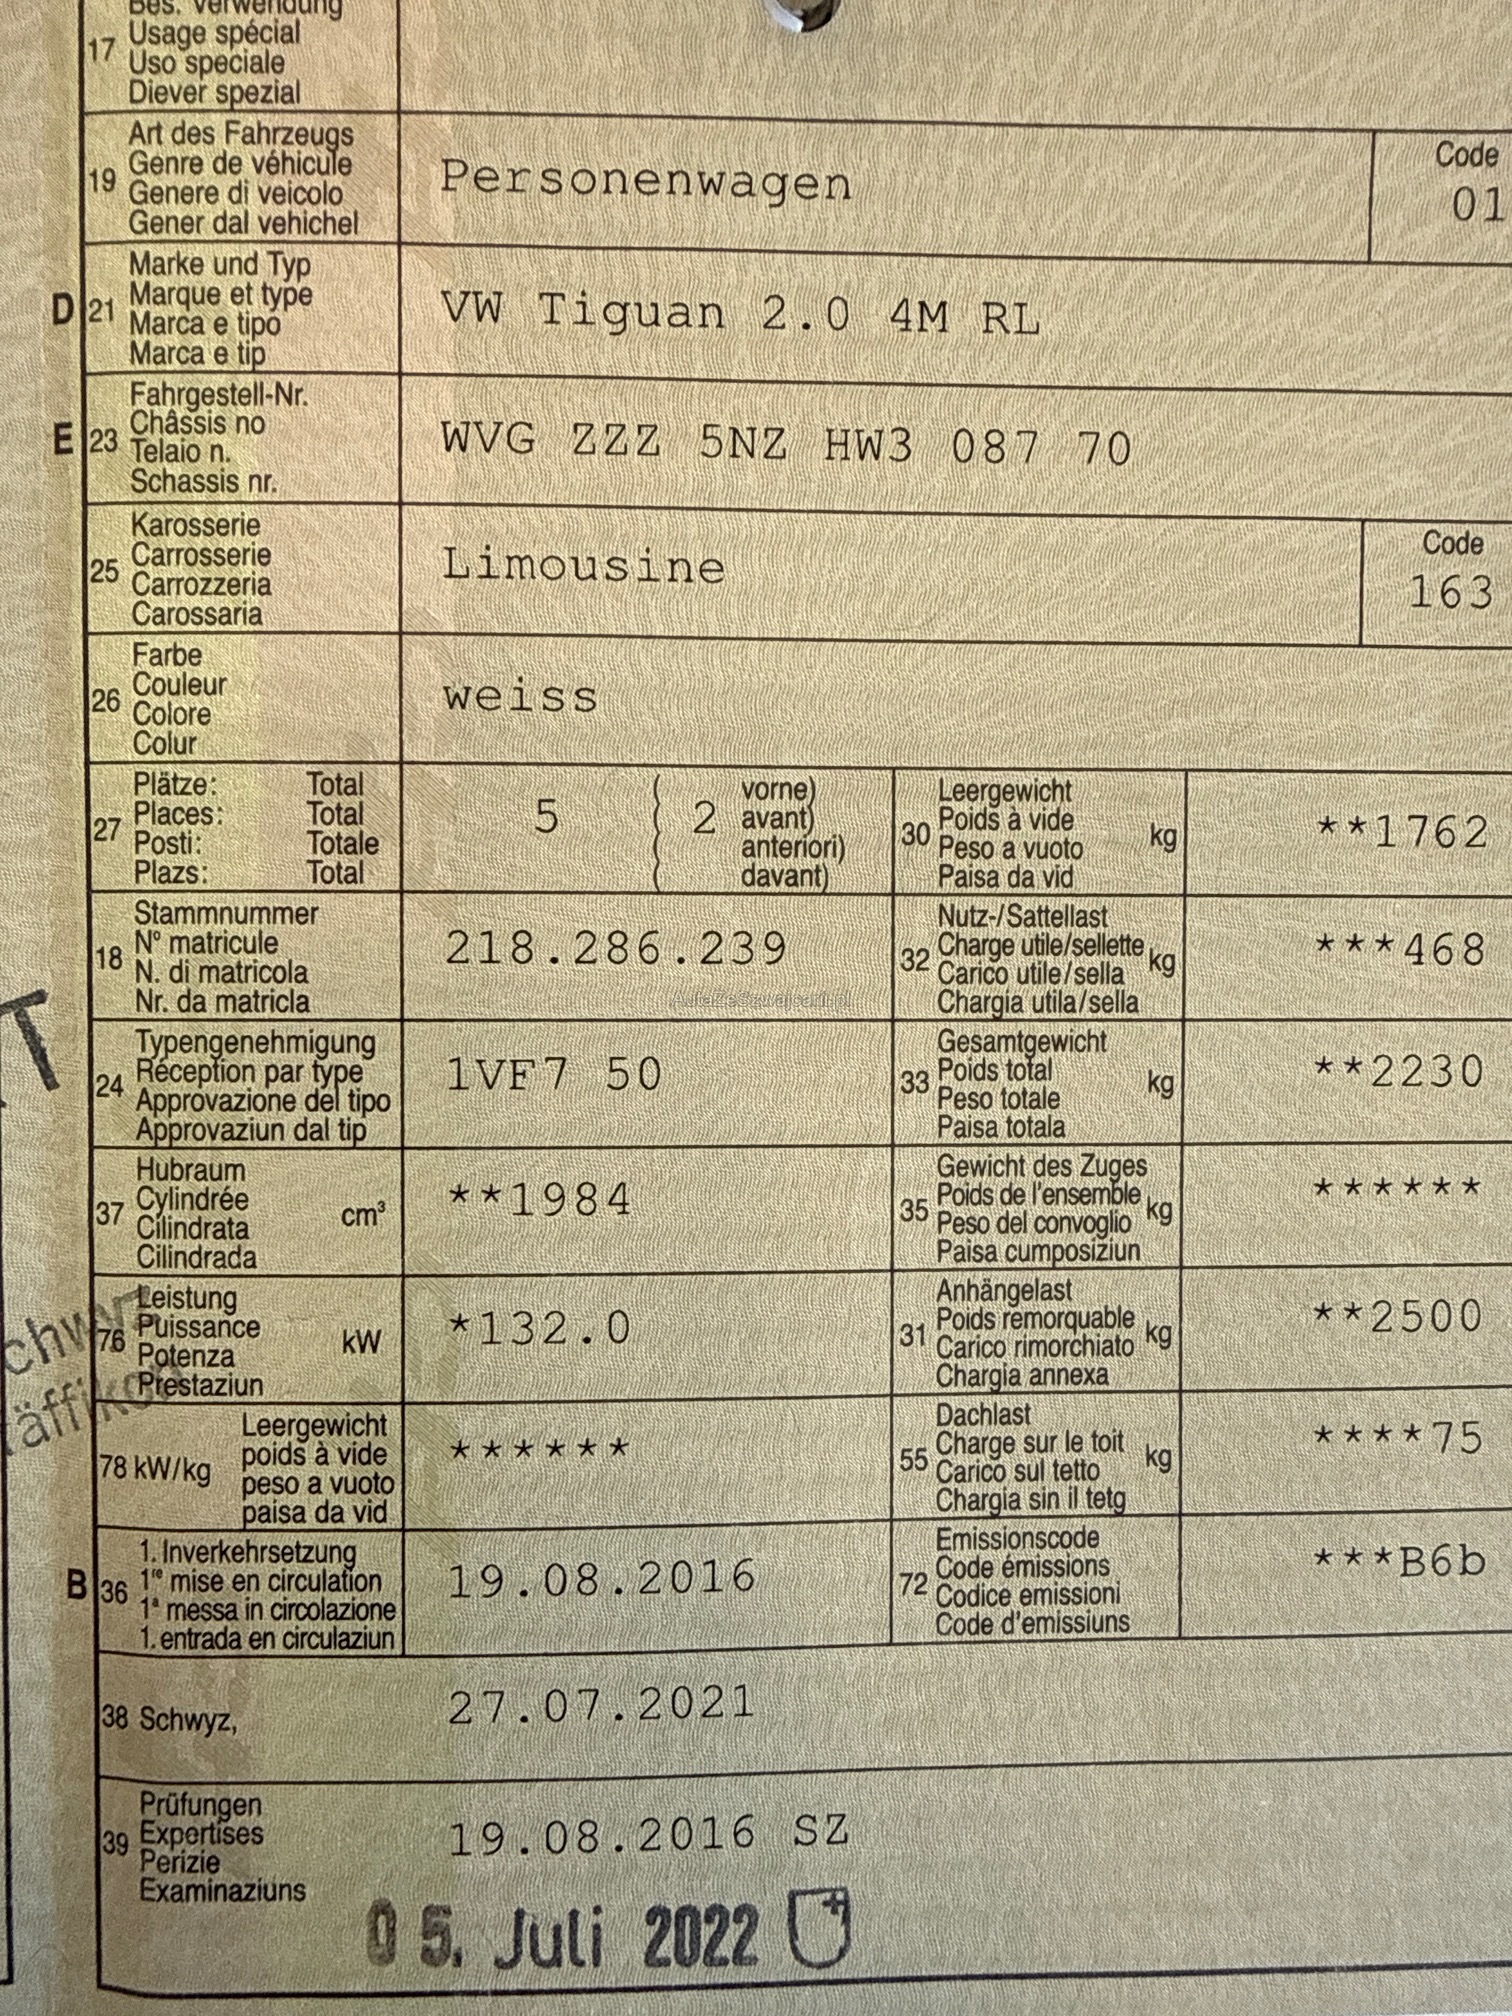 Bes. Verwendung
17 Usage spécial
Uso speciale
Diever spezial
Art des Fahrzeugs
19 Genre de véhicule
Genere di veicolo
Gener dal vehichel
Personenwagen
Code
01
Marke und Typ
D 21 Marque et type
Marca e tipo
Marca e tip
VW Tiguan 2.0 4M RL
Fahrgestell-Nr.
E 23 Châssis no
Telaio n.
Schassis nr.
WVG ZZZ 5NZ HW3 087 70
Karosserie
25 Carrosserie
Carrozzeria
Carossaria
Limousine
Code
163
Farbe
26 Couleur
Colore
Colur
weiss
27 Plätze: Total
Places: Total
Posti: Totale
Plazs: Total
5 ( 2 vorne)
avant)
anteriori)
davant)
30 Leergewicht
Poids à vide kg
Peso a vuoto
Paisa da vid
**1762
18 Stammnummer
Nº matricule
N. di matricola
Nr. da matricla
218.286.239
32 Nutz-/Sattellast
Charge utile/sellette kg
Carico utile/sella
Chargia utila/sella
***468
AutaZeSzwajcarii.pl
24 Typengenehmigung
Réception par type
Approvazione del tipo
Approvaziun dal tip
1VF7 50
33 Gesamtgewicht
Poids total kg
Peso totale
Paisa totala
**2230
37 Hubraum
Cylindrée cm³
Cilindrata
Cilindrada
**1984
35 Gewicht des Zuges
Poids de l'ensemble kg
Peso del convoglio
Paisa cumposiziun
******
76 Leistung
Puissance kW
Potenza
Prestaziun
*132.0
31 Anhängelast
Poids remorquable kg
Carico rimorchiato
Chargia annexa
**2500
78 kW/kg Leergewicht
poids à vide
peso a vuoto
paisa da vid
******
55 Dachlast
Charge sur le toit kg
Carico sul tetto
Chargia sin il tetg
****75
B 36 1. Inverkehrsetzung
1re mise en circulation
1ª messa in circolazione
1. entrada en circulaziun
19.08.2016
72 Emissionscode
Code émissions
Codice emissioni
Code d'emissiuns
***B6b
38 Schwyz,
27.07.2021
39 Prüfungen
Expertises
Perizie
Examinaziuns
19.08.2016 SZ
05. Juli 2022
T
chwyz
äffikon